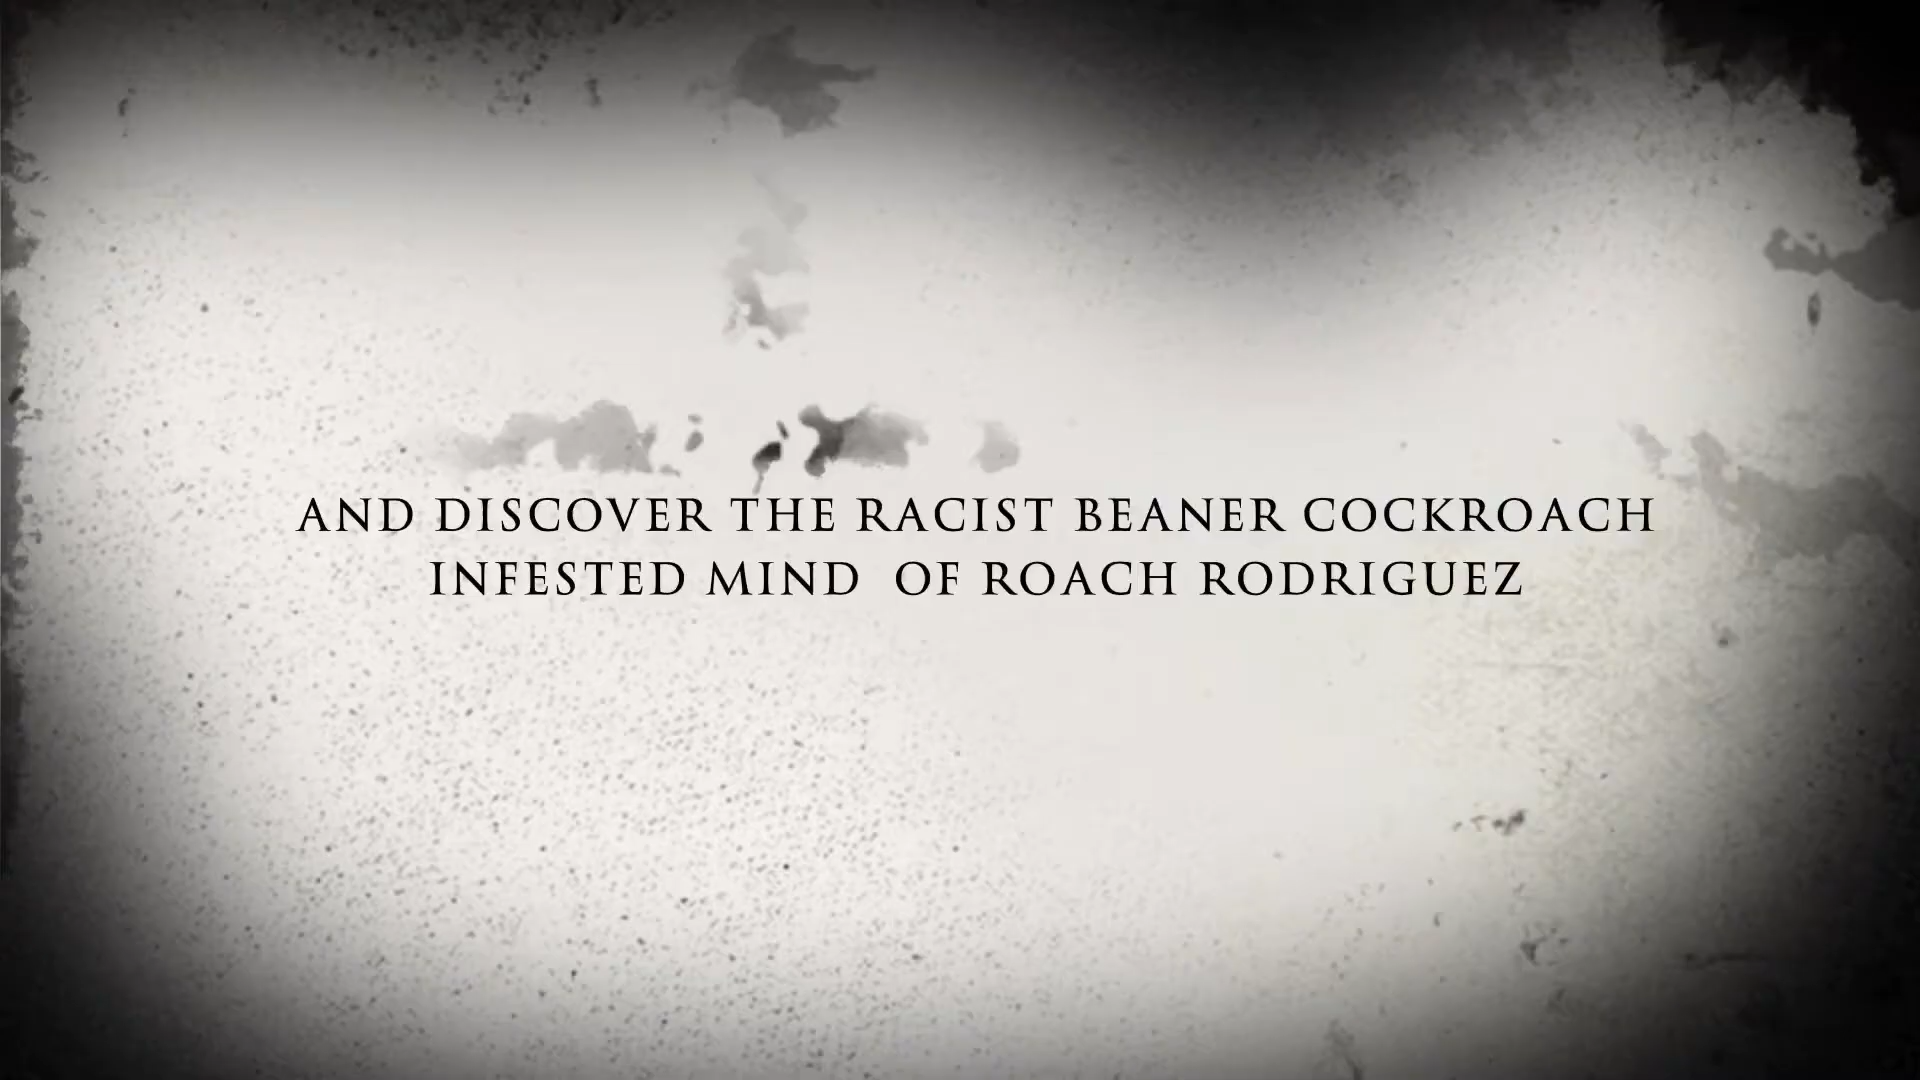 AND DISCOVER THE RACIST BEANER COCKROACH
INFESTED MIND OF ROACH RODRIGUEZ